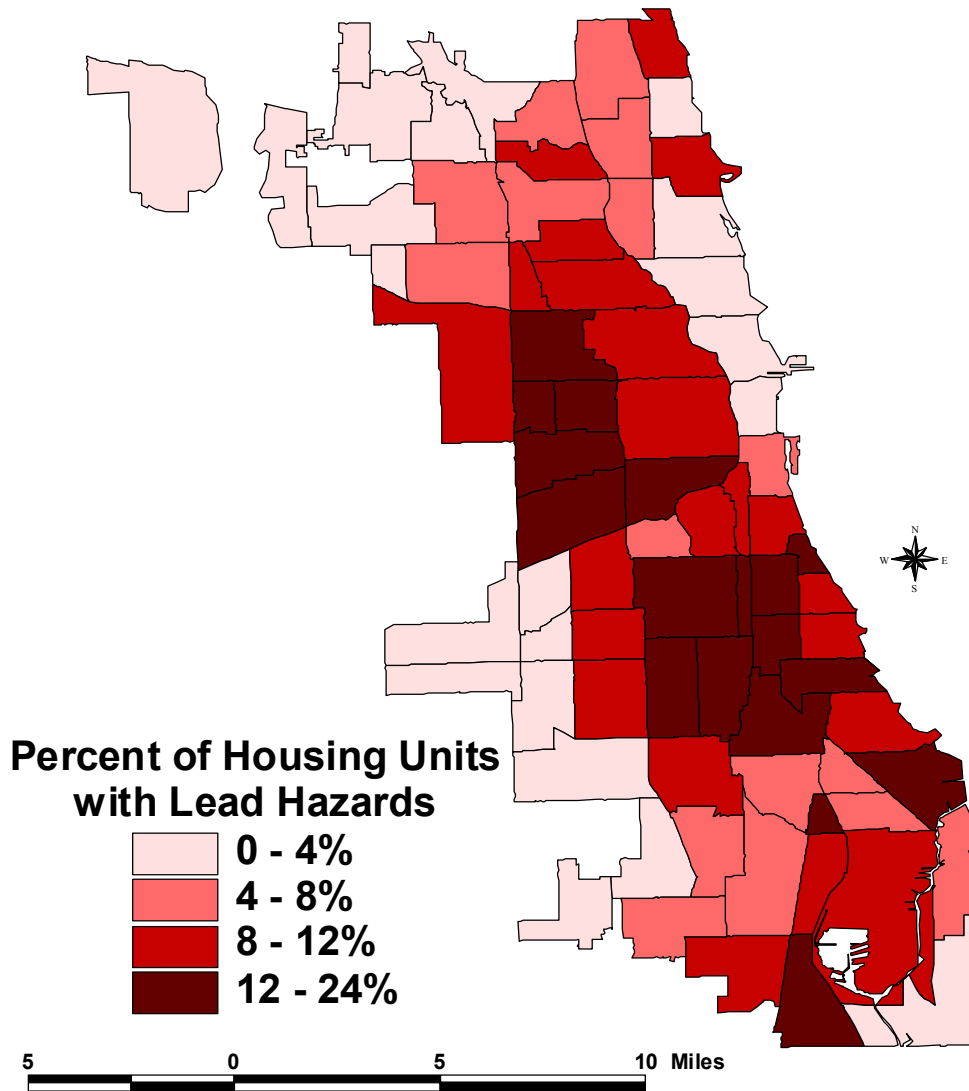 N
W E
S
Percent of Housing Units
with Lead Hazards
0 - 4%
4 - 8%
8 - 12%
12 - 24%
5 0 5 10 Miles